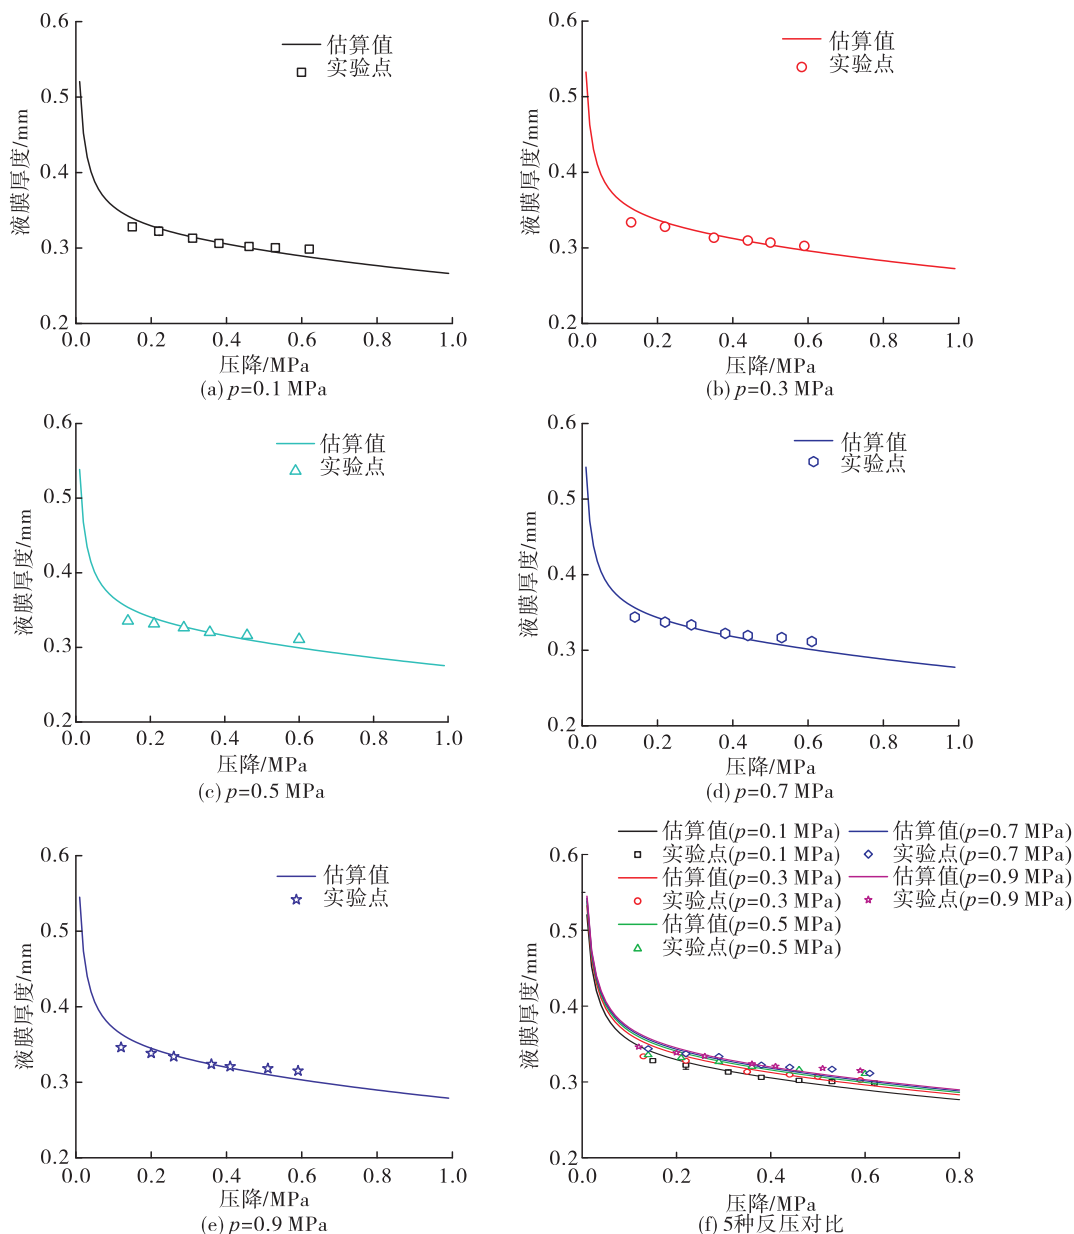 0.6
0.5
0.4
0.3
0.2
液膜厚度/mm
估算值
实验点
0.0 0.2 0.4 0.6 0.8 1.0
压降/MPa
(a) p=0.1 MPa
0.6
0.5
0.4
0.3
0.2
液膜厚度/mm
估算值
实验点
0.0 0.2 0.4 0.6 0.8 1.0
压降/MPa
(b) p=0.3 MPa
0.6
0.5
0.4
0.3
0.2
液膜厚度/mm
估算值
实验点
0.0 0.2 0.4 0.6 0.8 1.0
压降/MPa
(c) p=0.5 MPa
0.6
0.5
0.4
0.3
0.2
液膜厚度/mm
估算值
实验点
0.0 0.2 0.4 0.6 0.8 1.0
压降/MPa
(d) p=0.7 MPa
0.6
0.5
0.4
0.3
0.2
液膜厚度/mm
估算值
实验点
0.0 0.2 0.4 0.6 0.8 1.0
压降/MPa
(e) p=0.9 MPa
估算值(p=0.1 MPa) 估算值(p=0.7 MPa)
实验点(p=0.1 MPa) 实验点(p=0.7 MPa)
估算值(p=0.3 MPa) 估算值(p=0.9 MPa)
实验点(p=0.3 MPa) 实验点(p=0.9 MPa)
估算值(p=0.5 MPa)
实验点(p=0.5 MPa)
0.6
0.5
0.4
0.3
0.2
液膜厚度/mm
0.0 0.2 0.4 0.6 0.8
压降/MPa
(f) 5种反压对比